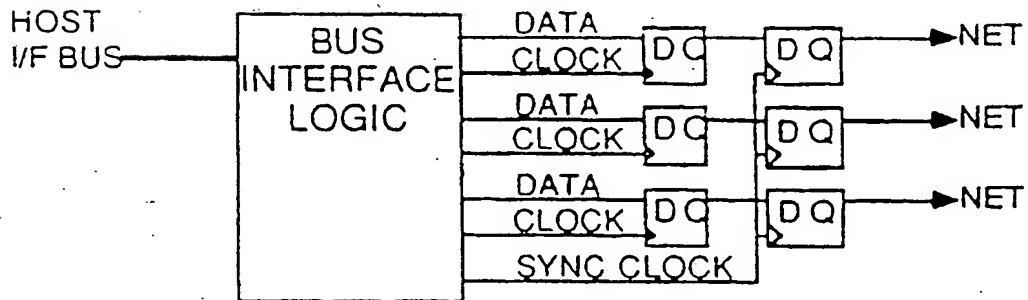 HOST
I/F BUS
BUS
INTERFACE
LOGIC
DATA
CLOCK
D Q
D Q
NET
DATA
CLOCK
D Q
D Q
NET
DATA
CLOCK
D Q
D Q
NET
SYNC CLOCK